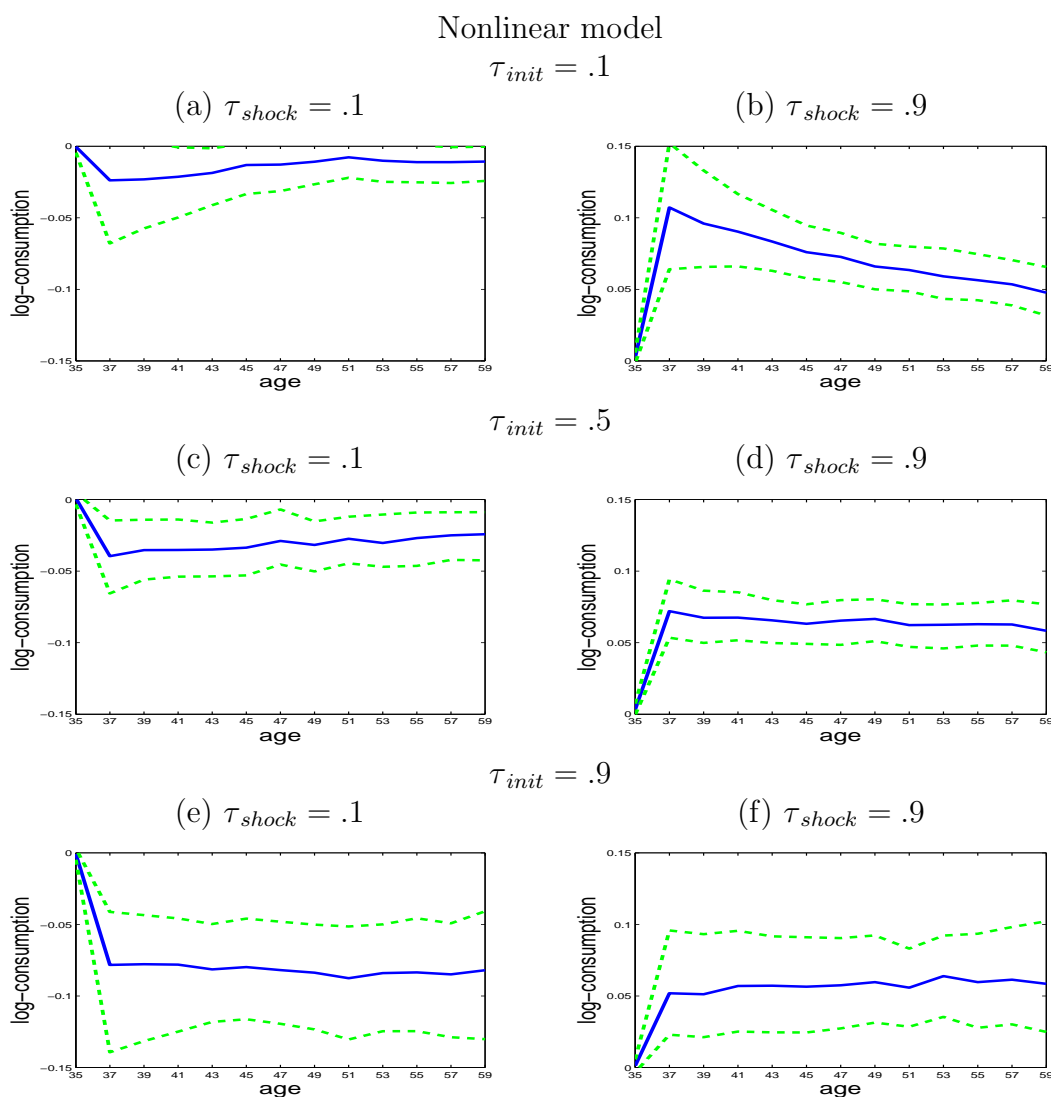 Nonlinear model
τ_init = .1
(a) τ_shock = .1
(b) τ_shock = .9
0
−0.05
−0.1
−0.15
log−consumption
35 37 39 41 43 45 47 49 51 53 55 57 59
age
0.15
0.1
0.05
0
log−consumption
35 37 39 41 43 45 47 49 51 53 55 57 59
age
τ_init = .5
(c) τ_shock = .1
(d) τ_shock = .9
0
−0.05
−0.1
−0.15
log−consumption
35 37 39 41 43 45 47 49 51 53 55 57 59
age
0.15
0.1
0.05
0
log−consumption
35 37 39 41 43 45 47 49 51 53 55 57 59
age
τ_init = .9
(e) τ_shock = .1
(f) τ_shock = .9
0
−0.05
−0.1
−0.15
log−consumption
35 37 39 41 43 45 47 49 51 53 55 57 59
age
0.15
0.1
0.05
0
log−consumption
35 37 39 41 43 45 47 49 51 53 55 57 59
age